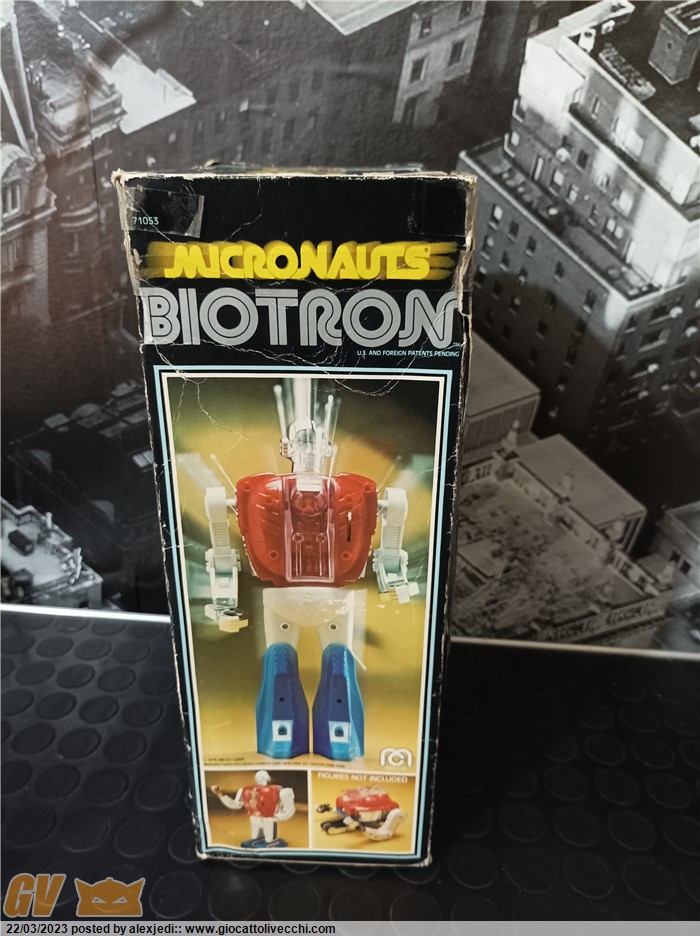 71053
MICRONAUTS®
BIOTRON™
U.S. AND FOREIGN PATENTS PENDING
FIGURES NOT INCLUDED
GV
22/03/2023 posted by alexjedi:: www.giocattolivecchi.com